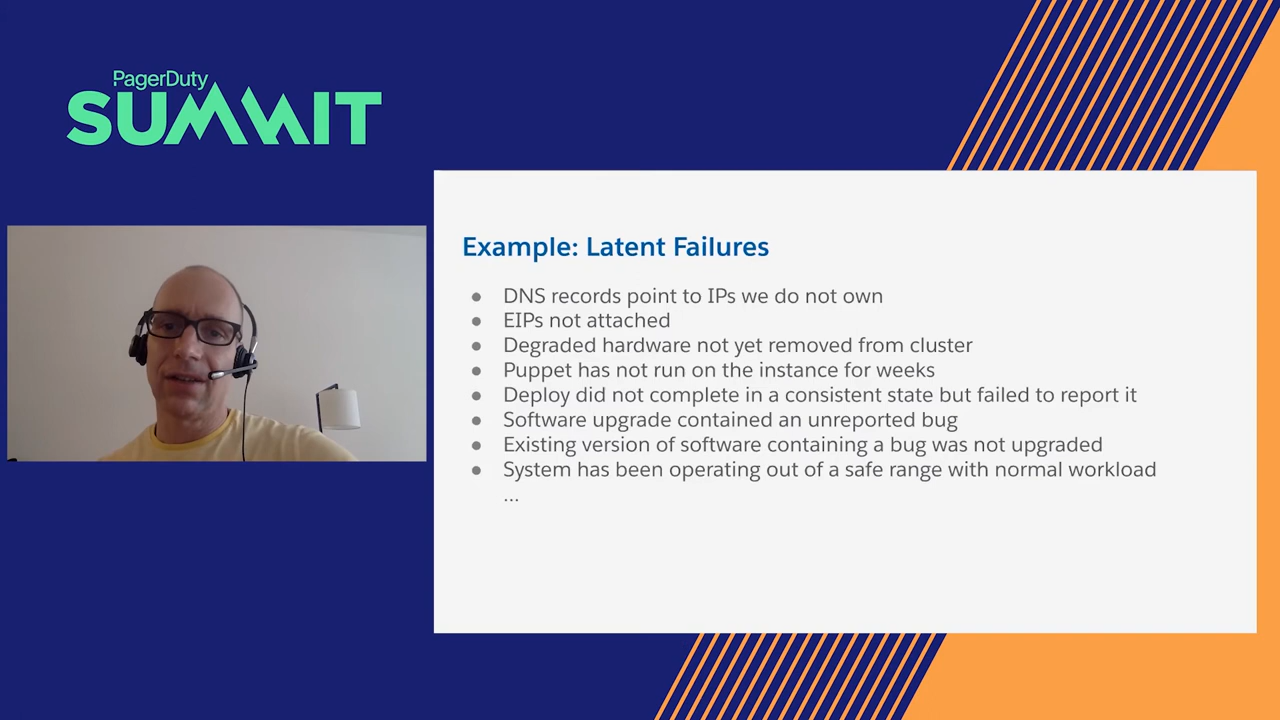 PagerDuty
SUMMIT
Example: Latent Failures
● DNS records point to IPs we do not own
● EIPs not attached
● Degraded hardware not yet removed from cluster
● Puppet has not run on the instance for weeks
● Deploy did not complete in a consistent state but failed to report it
● Software upgrade contained an unreported bug
● Existing version of software containing a bug was not upgraded
● System has been operating out of a safe range with normal workload
...